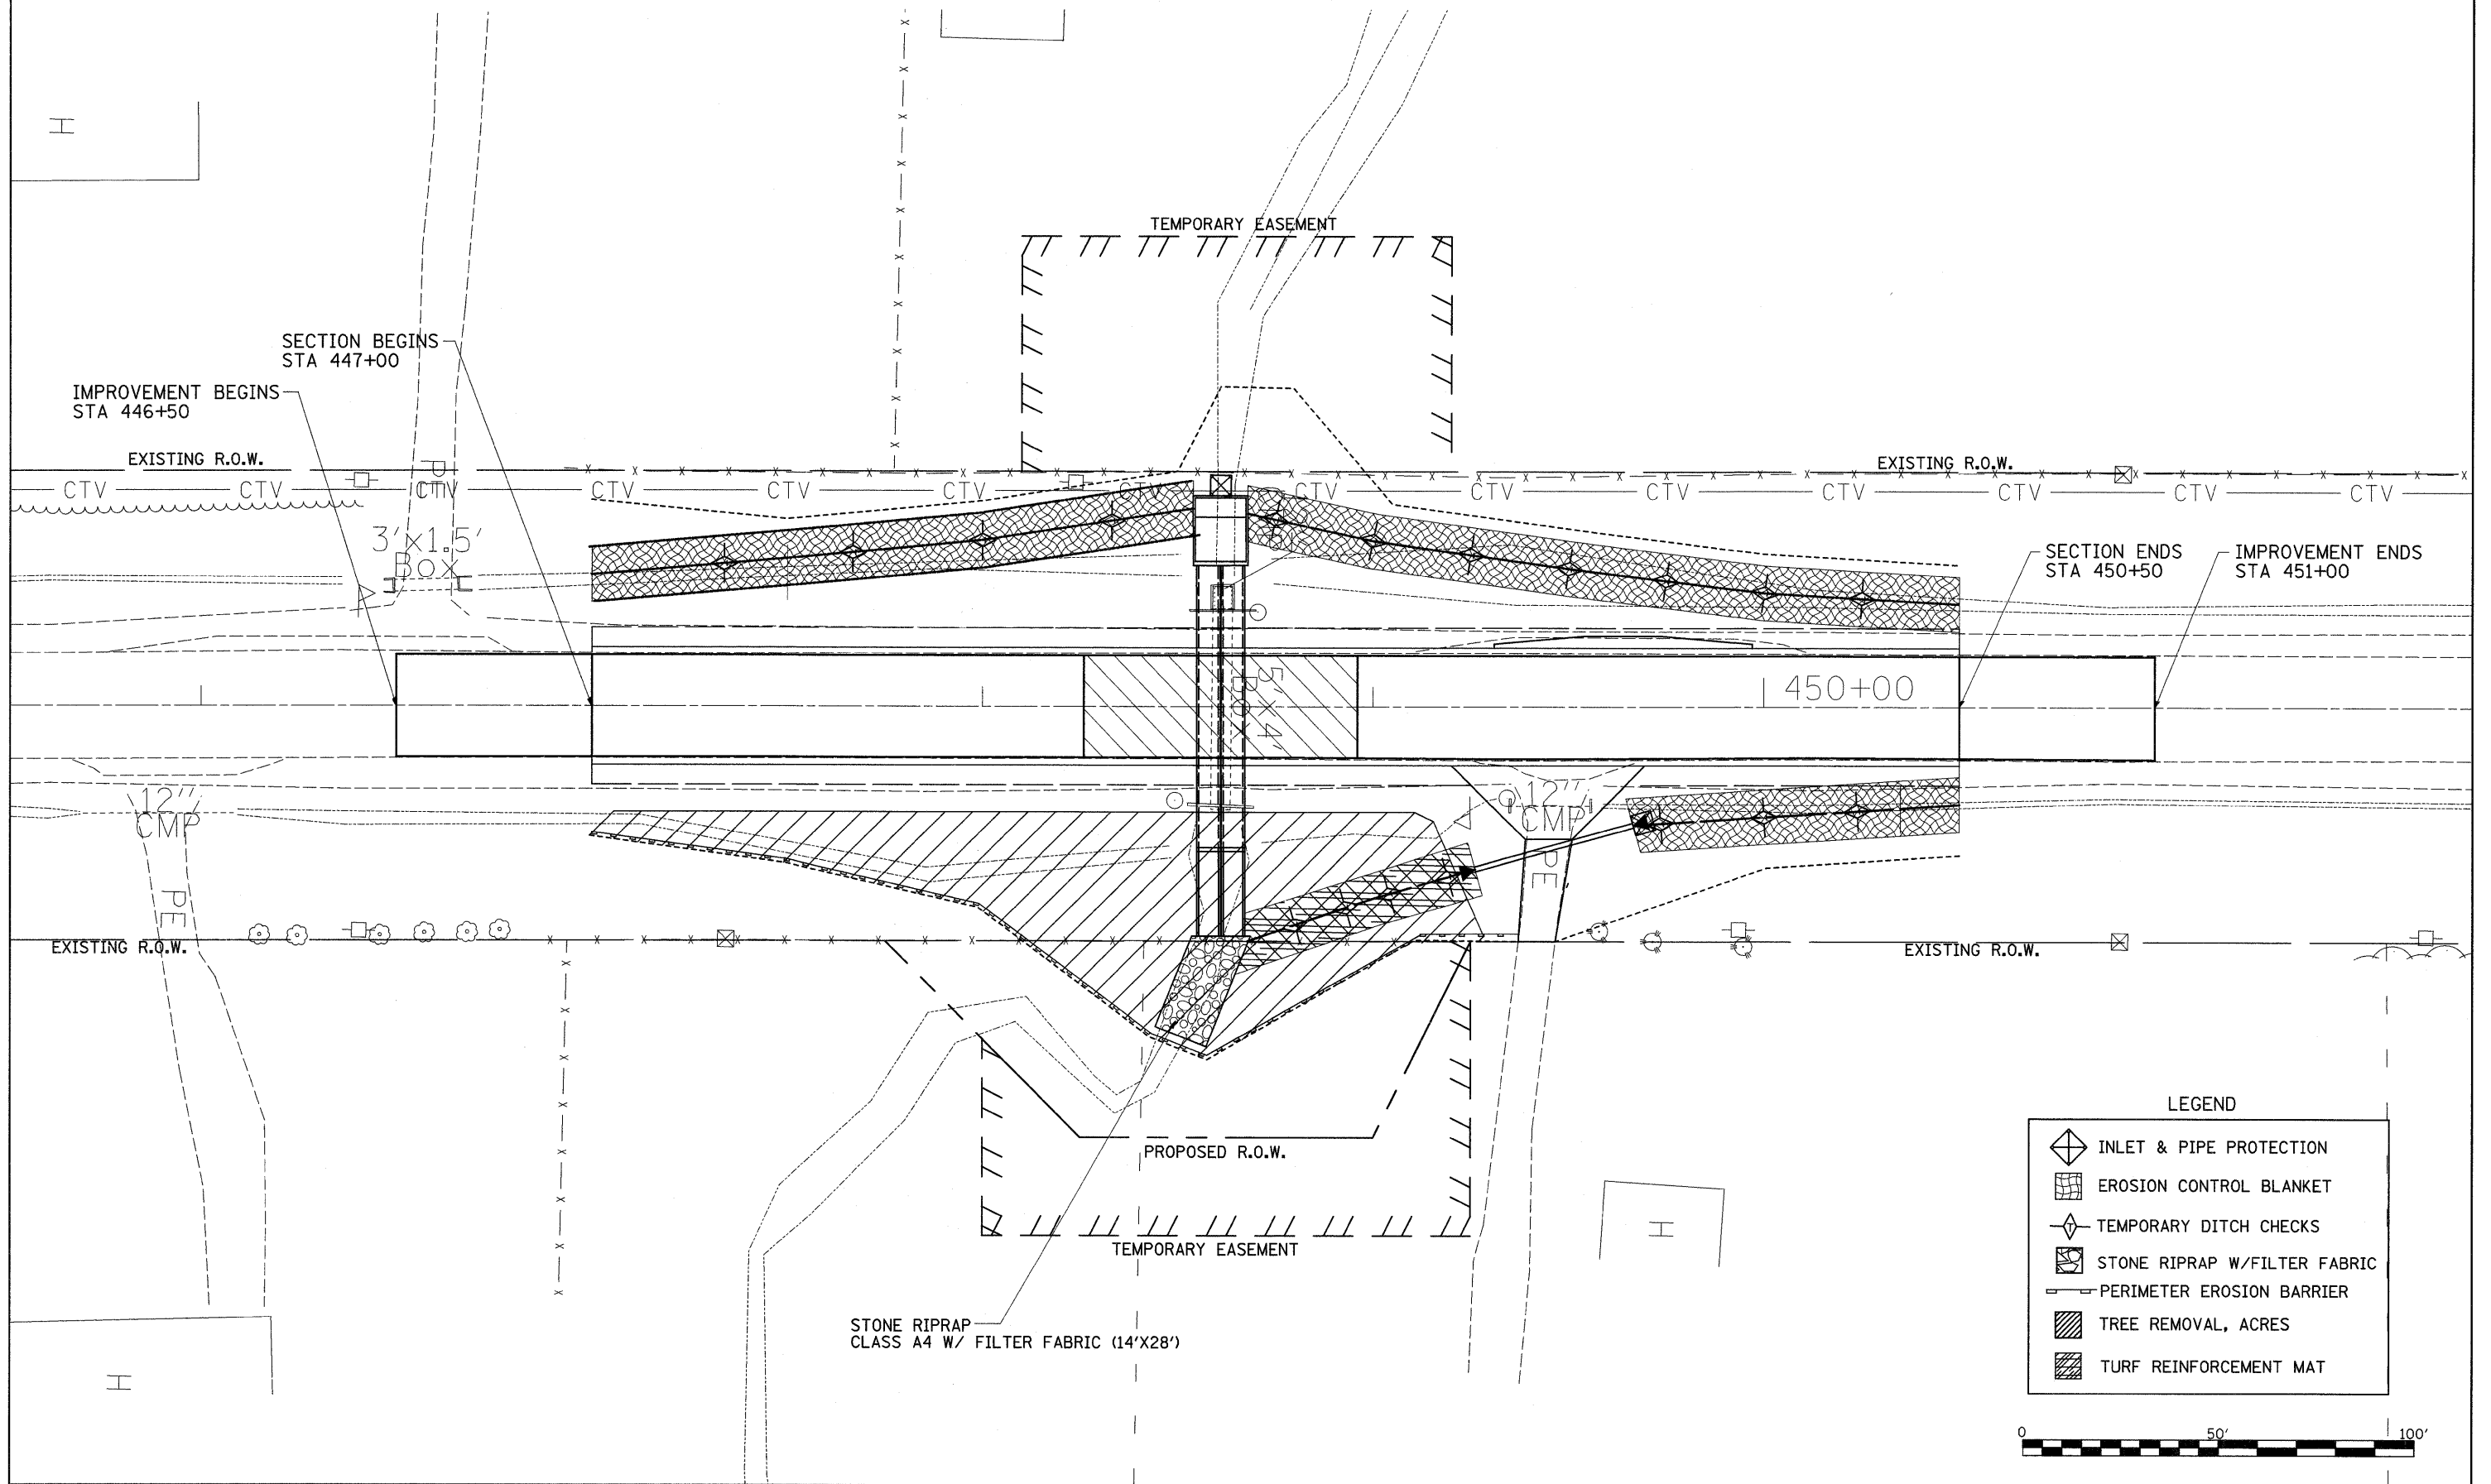 TEMPORARY EASEMENT
SECTION BEGINS
STA 447+00
IMPROVEMENT BEGINS
STA 446+50
EXISTING R.O.W.
EXISTING R.O.W.
CTV CTV CTV CTV CTV CTV CTV CTV CTV CTV CTV CTV CTV CTV
3'x1.5'
Box
SECTION ENDS
STA 450+50
IMPROVEMENT ENDS
STA 451+00
5' x 4'
Box
450+00
12"
CMP
PE
12"
CMP
PE
EXISTING R.O.W.
EXISTING R.O.W.
PROPOSED R.O.W.
TEMPORARY EASEMENT
STONE RIPRAP
CLASS A4 W/ FILTER FABRIC (14'X28')
H
H
H
LEGEND
INLET & PIPE PROTECTION
EROSION CONTROL BLANKET
T TEMPORARY DITCH CHECKS
STONE RIPRAP W/FILTER FABRIC
PERIMETER EROSION BARRIER
TREE REMOVAL, ACRES
TURF REINFORCEMENT MAT
0 50' 100'